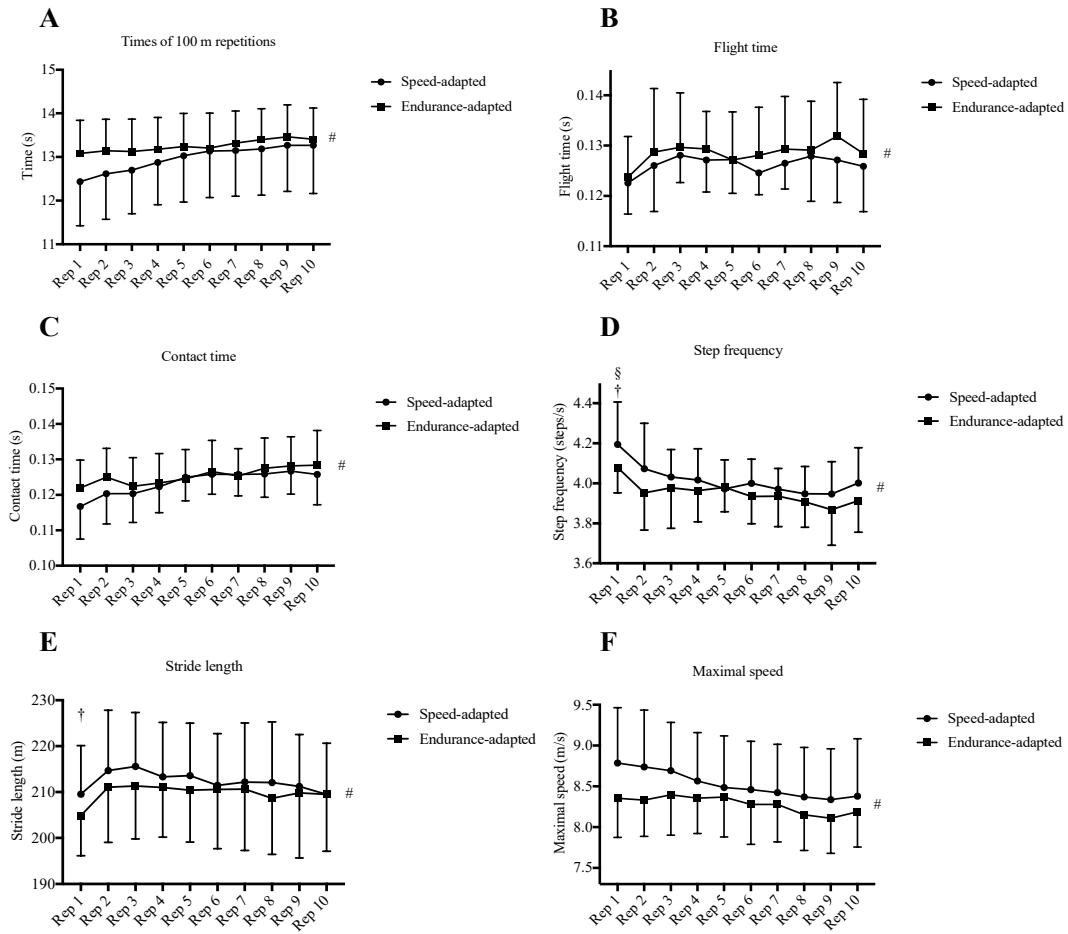 A
Times of 100 m repetitions
15
14
13
12
11
Time (s)
Speed-adapted
Endurance-adapted
#
Rep 1
Rep 2
Rep 3
Rep 4
Rep 5
Rep 6
Rep 7
Rep 8
Rep 9
Rep 10
B
Flight time
0.14
0.13
0.12
0.11
Flight time (s)
Speed-adapted
Endurance-adapted
#
Rep 1
Rep 2
Rep 3
Rep 4
Rep 5
Rep 6
Rep 7
Rep 8
Rep 9
Rep 10
C
Contact time
0.15
0.14
0.13
0.12
0.10
Contact time (s)
Speed-adapted
Endurance-adapted
#
Rep 1
Rep 2
Rep 3
Rep 4
Rep 5
Rep 6
Rep 7
Rep 8
Rep 9
Rep 10
D
Step frequency
§
†
4.4
4.2
4.0
3.8
3.6
Step frequency (steps/s)
Speed-adapted
Endurance-adapted
#
Rep 1
Rep 2
Rep 3
Rep 4
Rep 5
Rep 6
Rep 7
Rep 8
Rep 9
Rep 10
E
Stride length
†
230
220
210
200
190
Stride length (m)
Speed-adapted
Endurance-adapted
#
Rep 1
Rep 2
Rep 3
Rep 4
Rep 5
Rep 6
Rep 7
Rep 8
Rep 9
Rep 10
F
Maximal speed
9.5
9.0
8.5
8.0
7.5
Maximal speed (m/s)
Speed-adapted
Endurance-adapted
#
Rep 1
Rep 2
Rep 3
Rep 4
Rep 5
Rep 6
Rep 7
Rep 8
Rep 9
Rep 10